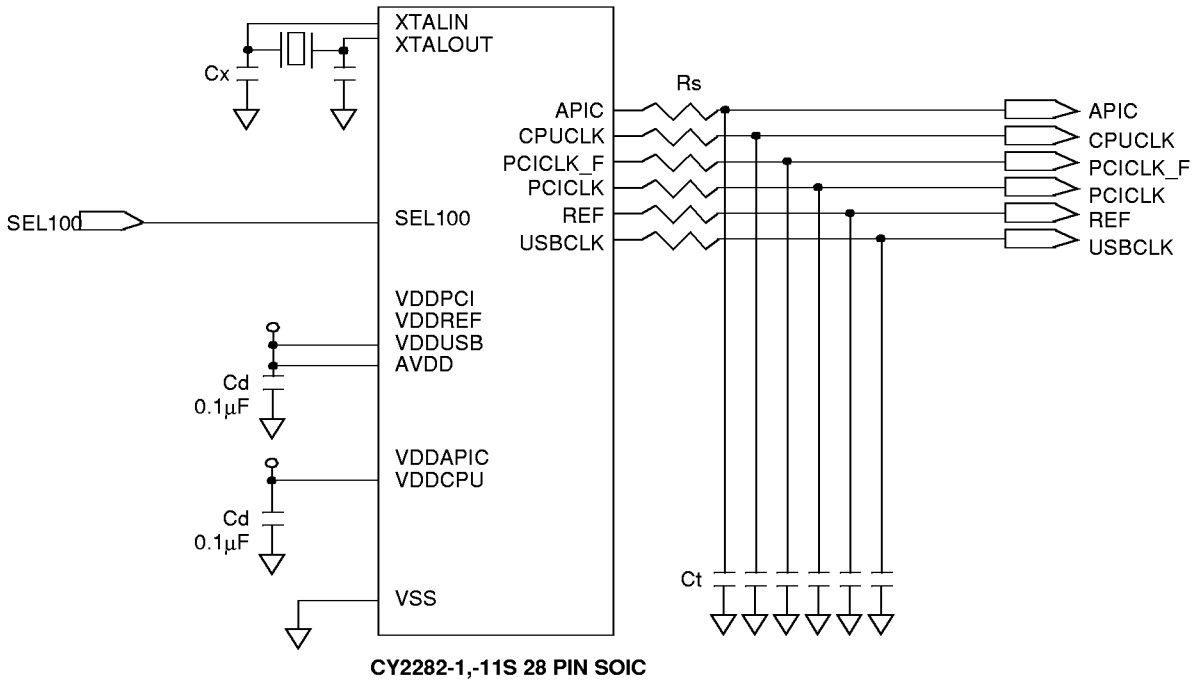 XTALIN
XTALOUT
Cx
Rs
APIC
APIC
CPUCLK
CPUCLK
PCICLK_F
PCICLK_F
PCICLK
PCICLK
REF
REF
USBCLK
USBCLK
SEL100
SEL100
VDDPCI
VDDREF
VDDUSB
AVDD
Cd
0.1μF
VDDAPIC
VDDCPU
Cd
0.1μF
Ct
VSS
CY2282-1,-11S 28 PIN SOIC